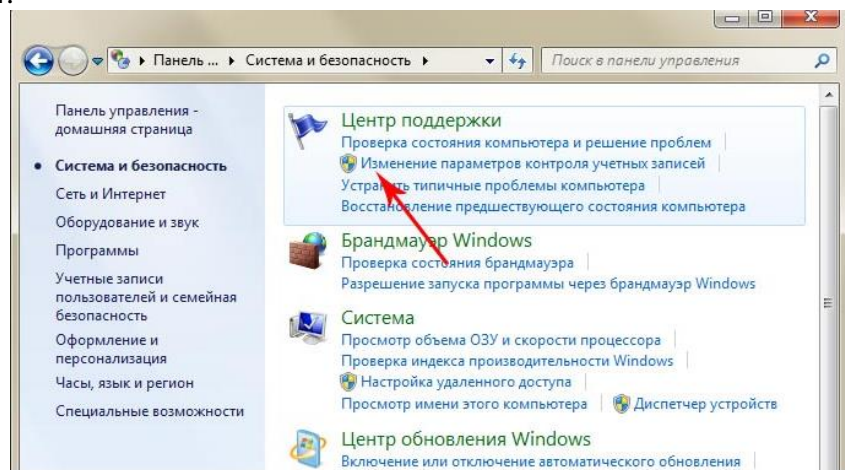 Панель ... Система и безопасность Поиск в панели управления
Панель управления -
домашняя страница
Система и безопасность
Сеть и Интернет
Оборудование и звук
Программы
Учетные записи
пользователей и семейная
безопасность
Оформление и
персонализация
Часы, язык и регион
Специальные возможности
Центр поддержки
Проверка состояния компьютера и решение проблем
Изменение параметров контроля учетных записей
Устранить типичные проблемы компьютера
Восстановление предшествующего состояния компьютера
Брандмауэр Windows
Проверка состояния брандмауэра
Разрешение запуска программы через брандмауэр Windows
Система
Просмотр объема ОЗУ и скорости процессора
Проверка индекса производительности Windows
Настройка удаленного доступа
Просмотр имени этого компьютера Диспетчер устройств
Центр обновления Windows
Включение или отключение автоматического обновления